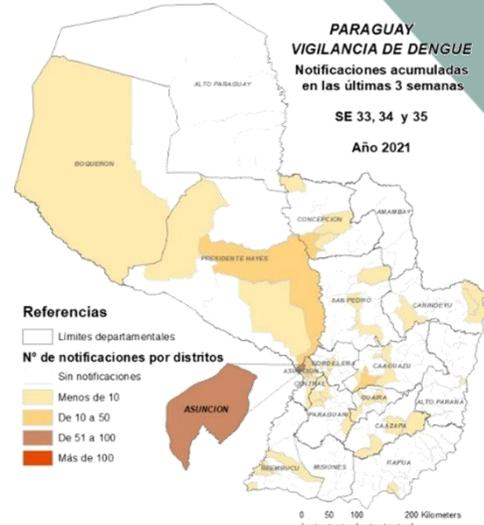 PARAGUAY
VIGILANCIA DE DENGUE
Notificaciones acumuladas
en las últimas 3 semanas
SE 33, 34 y 35
Año 2021
ALTO PARAGUAY
BOQUERON
CONCEPCION
AMAMBAY
PRESIDENTE HAYES
SAN PEDRO
CANINDEYU
CORDILLERA
ASUNCION
CENTRAL
CAAGUAZU
ALTO PARANA
GUAIRA
PARAGUARI
CAAZAPA
ÑEEMBUCU
MISIONES
ITAPUA
Referencias
Límites departamentales
Nº de notificaciones por distritos
Sin notificaciones
Menos de 10
De 10 a 50
De 51 a 100
Más de 100
ASUNCION
0 50 100 200 Kilometers